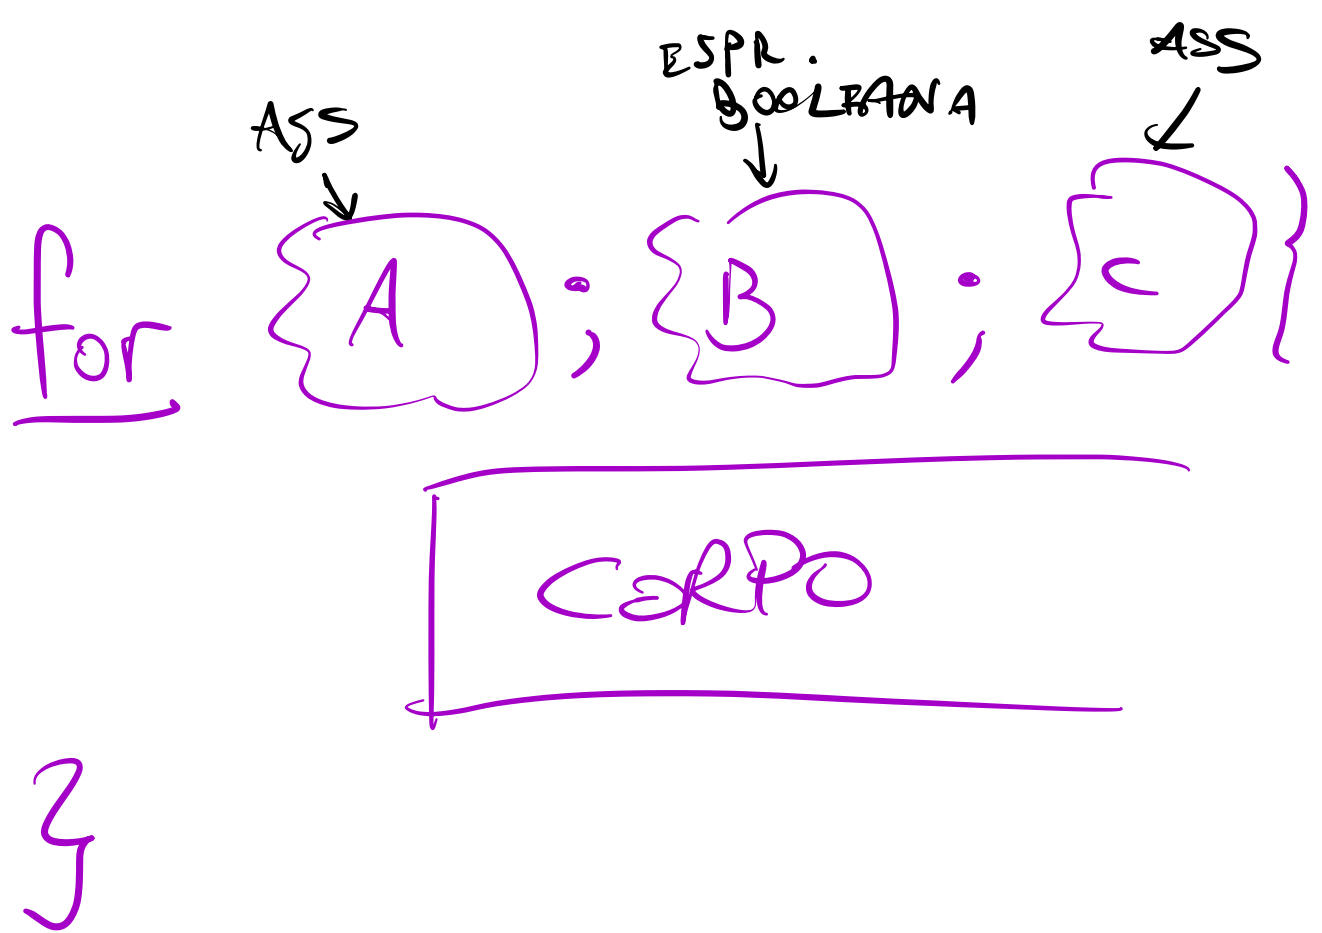 ASS
ESPR.
BOOLEANA
ASS
for A ; B ; C {
CORPO
}